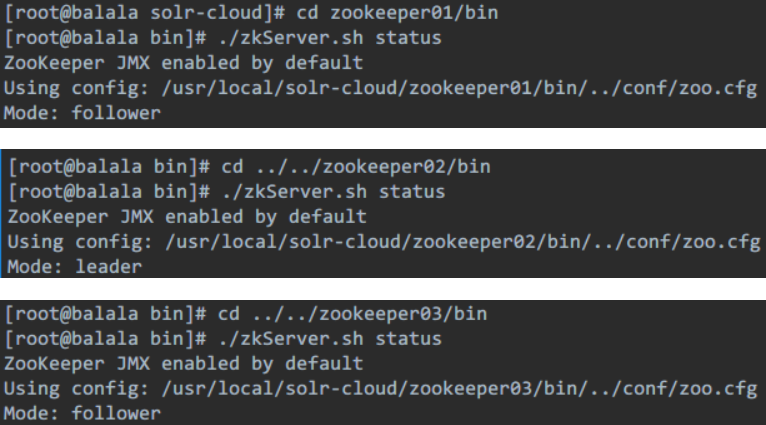 [root@balala solr-cloud]# cd zookeeper01/bin
[root@balala bin]# ./zkServer.sh status
ZooKeeper JMX enabled by default
Using config: /usr/local/solr-cloud/zookeeper01/bin/../conf/zoo.cfg
Mode: follower
[root@balala bin]# cd ../../zookeeper02/bin
[root@balala bin]# ./zkServer.sh status
ZooKeeper JMX enabled by default
Using config: /usr/local/solr-cloud/zookeeper02/bin/../conf/zoo.cfg
Mode: leader
[root@balala bin]# cd ../../zookeeper03/bin
[root@balala bin]# ./zkServer.sh status
ZooKeeper JMX enabled by default
Using config: /usr/local/solr-cloud/zookeeper03/bin/../conf/zoo.cfg
Mode: follower